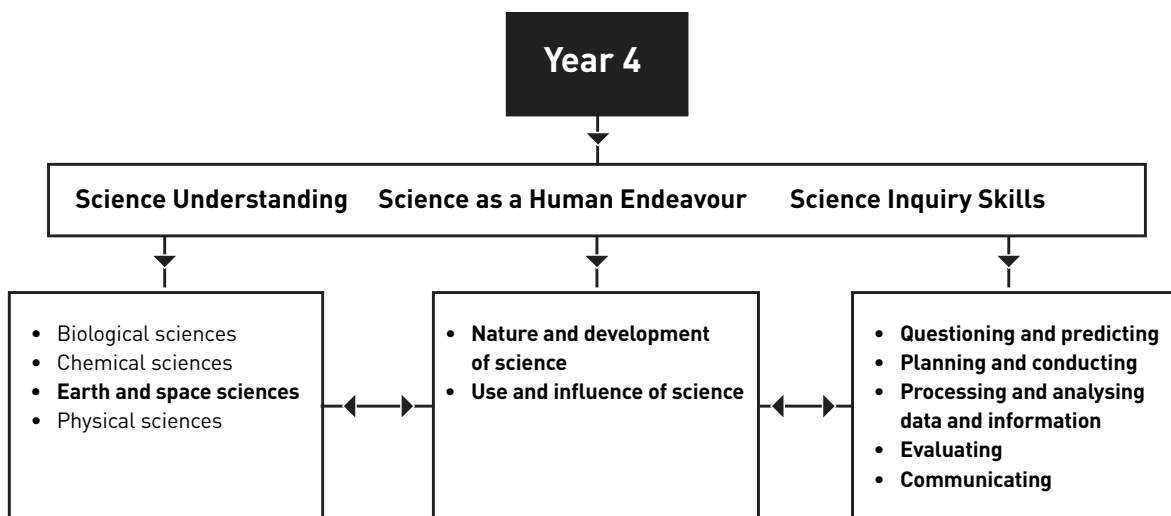 Year 4
Science Understanding Science as a Human Endeavour Science Inquiry Skills
• Biological sciences
• Chemical sciences
• Earth and space sciences
• Physical sciences
• Nature and development
of science
• Use and influence of science
• Questioning and predicting
• Planning and conducting
• Processing and analysing
data and information
• Evaluating
• Communicating